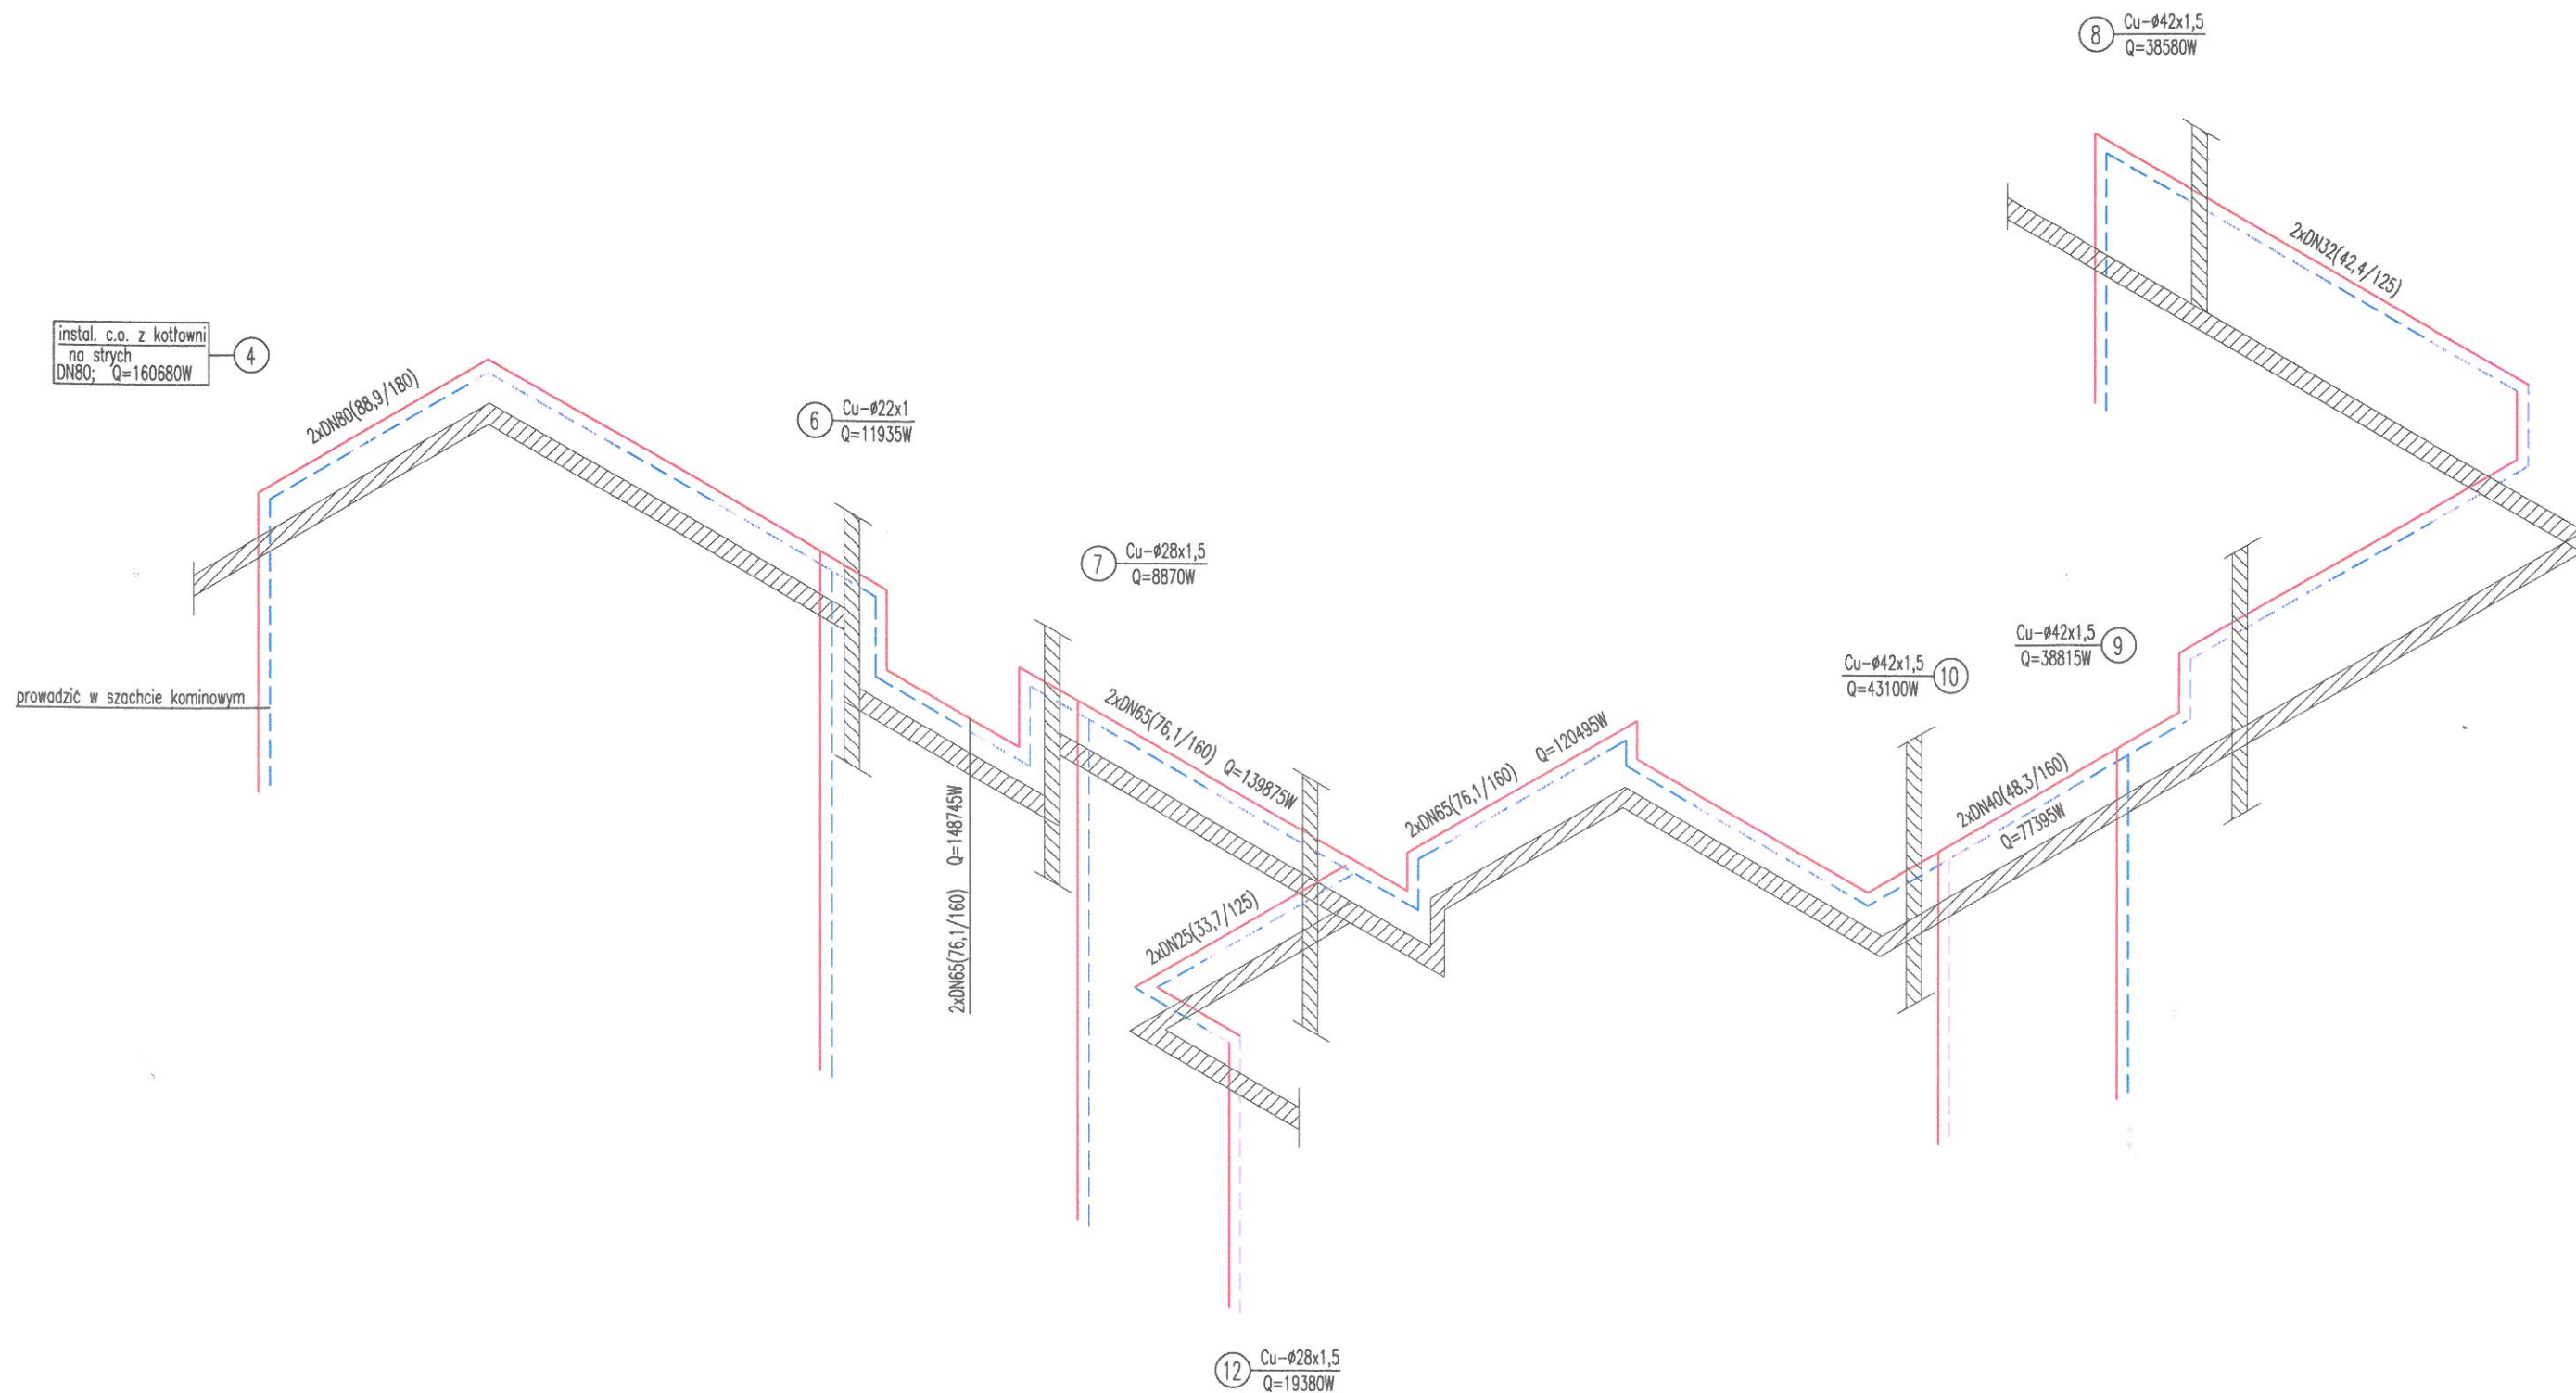 8
Cu-ø42x1,5
Q=38580W
2xDN32(42,4/125)
instal. c.o. z kotłowni
na strych
DN80; Q=160680W
4
2xDN80(88,9/180)
6
Cu-ø22x1
Q=11935W
7
Cu-ø28x1,5
Q=8870W
prowadzić w szachcie kominowym
Cu-ø42x1,5
Q=38815W
9
Cu-ø42x1,5
Q=43100W
10
2xDN65(76,1/160) Q=139875W
2xDN65(76,1/160) Q=120495W
2xDN65(76,1/160) Q=148745W
2xDN40(48,3/160)
Q=77395W
2xDN25(33,7/125)
12
Cu-ø28x1,5
Q=19380W